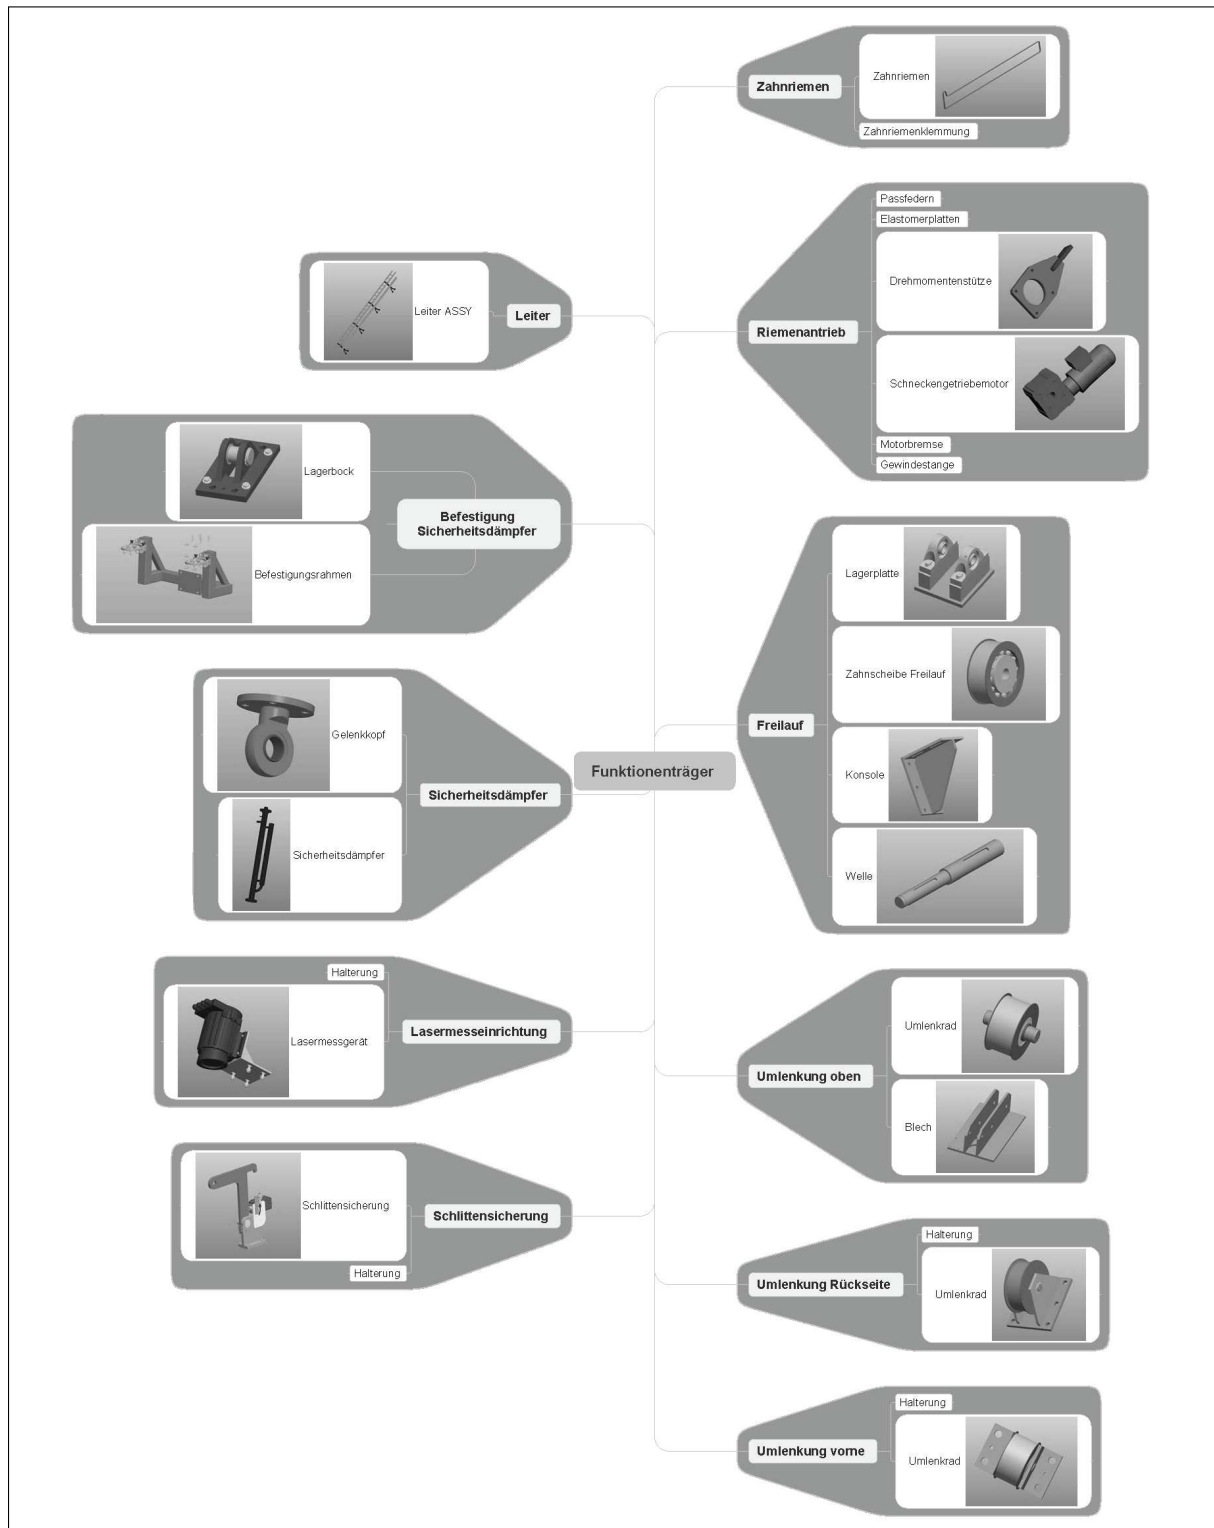 Funktionenträger
Zahnriemen
Zahnriemen
Zahnriemenklemmung
Riemenantrieb
Passfedern
Elastomerplatten
Drehmomentenstütze
Schneckengetriebemotor
Motorbremse
Gewindestange
Freilauf
Lagerplatte
Zahnscheibe Freilauf
Konsole
Welle
Umlenkung oben
Umlenkrad
Blech
Umlenkung Rückseite
Halterung
Umlenkrad
Umlenkung vorne
Halterung
Umlenkrad
Leiter
Leiter ASSY
Befestigung
Sicherheitsdämpfer
Lagerbock
Befestigungsrahmen
Sicherheitsdämpfer
Gelenkkopf
Sicherheitsdämpfer
Lasermesseinrichtung
Halterung
Lasermessgerät
Schlittensicherung
Schlittensicherung
Halterung